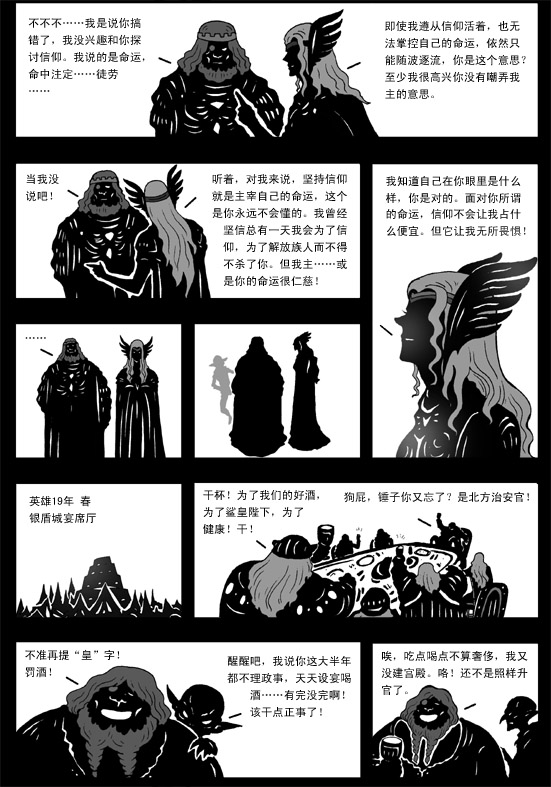 不不不……我是说你搞
错了，我没兴趣和你探
讨信仰。我说的是命运，
命中注定……徒劳
……
即使我遵从信仰活着，也无
法掌控自己的命运，依然只
能随波逐流，你是这个意思？
至少我很高兴你没有嘲弄我
主的意思。
当我没
说吧！
听着，对我来说，坚持信仰
就是主宰自己的命运，这个
是你永远不会懂的。我曾经
坚信总有一天我会为了信
仰，为了解放族人而不得
不杀了你。但我主……或
是你的命运很仁慈！
我知道自己在你眼里是什么
样，你是对的。面对你所谓
的命运，信仰不会让我占什
么便宜。但它让我无所畏惧！
……
英雄19年 春
银盾城宴席厅
干杯！为了我们的好酒，
为了鲨皇陛下，为了
健康！干！
狗屁，锤子你又忘了？是北方治安官！
不准再提“皇”字！
罚酒！
醒醒吧，我说你这大半年
都不理政事，天天设宴喝
酒……有完没完啊！
该干点正事了！
唉，吃点喝点不算奢侈，我又
没建宫殿。咯！还不是照样升
官了。